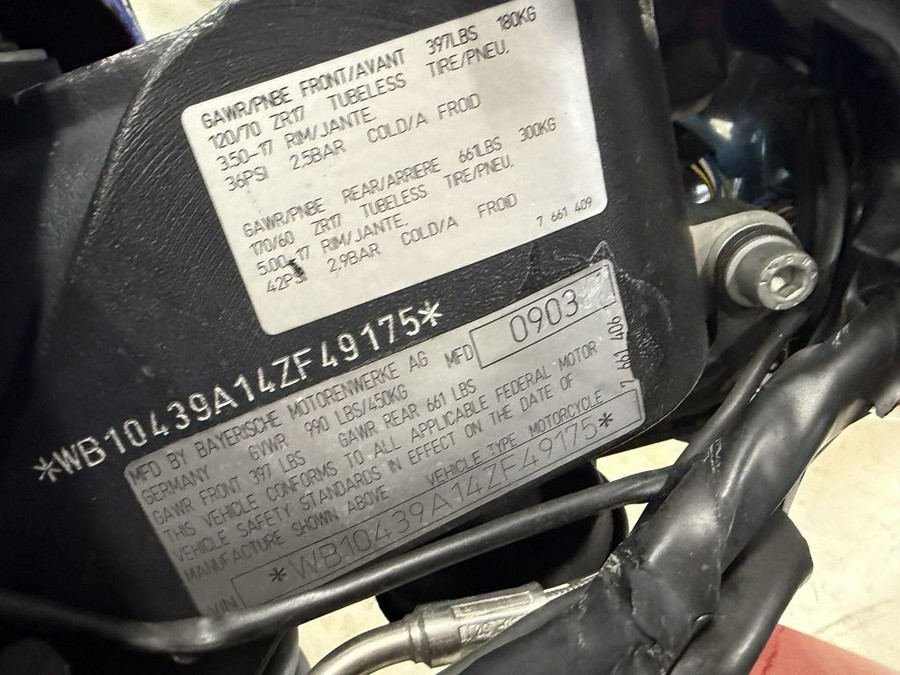 GAWR/PNBE FRONT/AVANT 397LBS 180KG
120/70 ZR17 TUBELESS TIRE/PNEU,
3.50-17 RIM/JANTE,
36PSI 2.5BAR COLD/A FROID
GAWR/PNBE REAR/ARRIERE 661LBS 300KG
170/60 ZR17 TUBELESS TIRE/PNEU,
5.00-17 RIM/JANTE,
42PSI 2.9BAR COLD/A FROID
7 661 409
*WB10439A14ZF49175*
MFD BY BAYERISCHE MOTORENWERKE AG MFD 0903
GERMANY GVWR 990 LBS/450KG
GAWR FRONT 397 LBS GAWR REAR 661 LBS
THIS VEHICLE CONFORMS TO ALL APPLICABLE FEDERAL MOTOR
VEHICLE SAFETY STANDARDS IN EFFECT ON THE DATE OF
MANUFACTURE SHOWN ABOVE VEHICLE TYPE MOTORCYCLE
VIN *WB10439A14ZF49175*
7 661 406